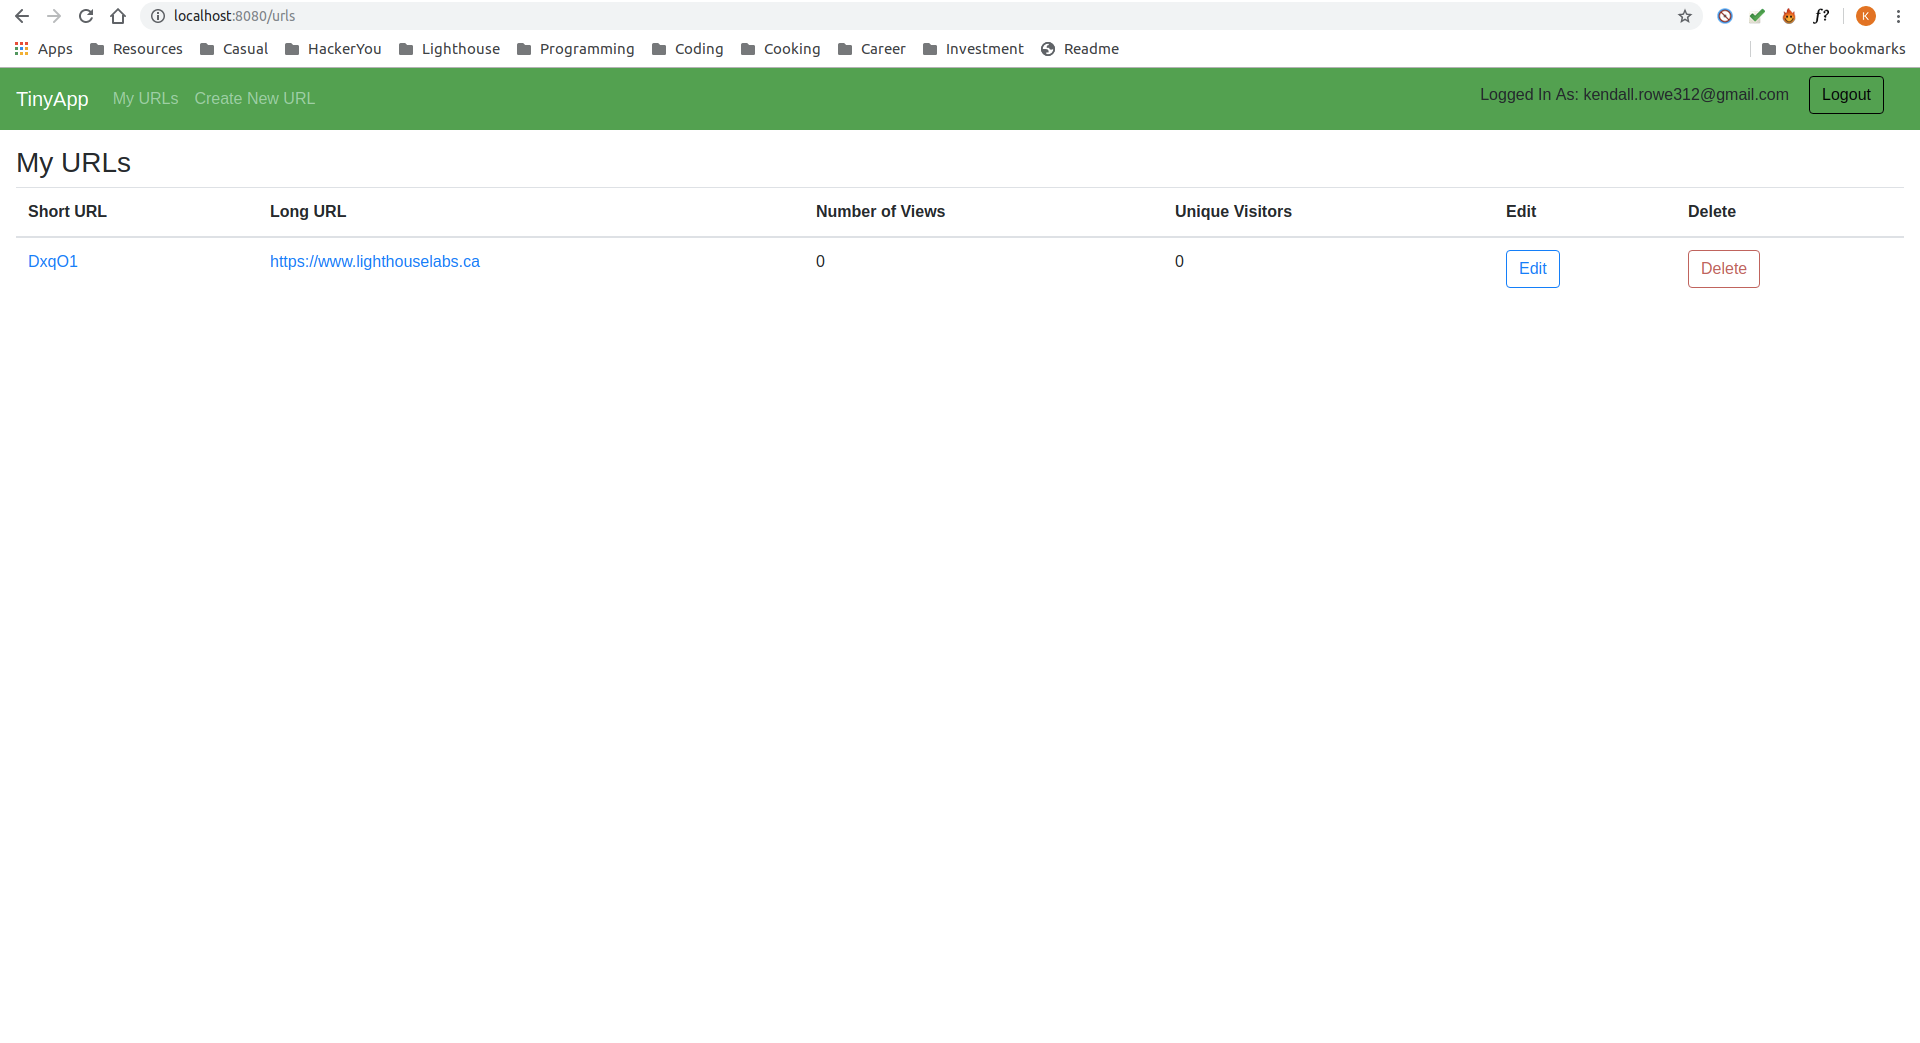 localhost:8080/urls f? K
Apps Resources Casual HackerYou Lighthouse Programming Coding Cooking Career Investment Readme Other bookmarks
TinyApp My URLs Create New URL Logged In As: kendall.rowe312@gmail.com Logout
My URLs
Short URL Long URL Number of Views Unique Visitors Edit Delete
DxqO1 https://www.lighthouselabs.ca 0 0 Edit Delete